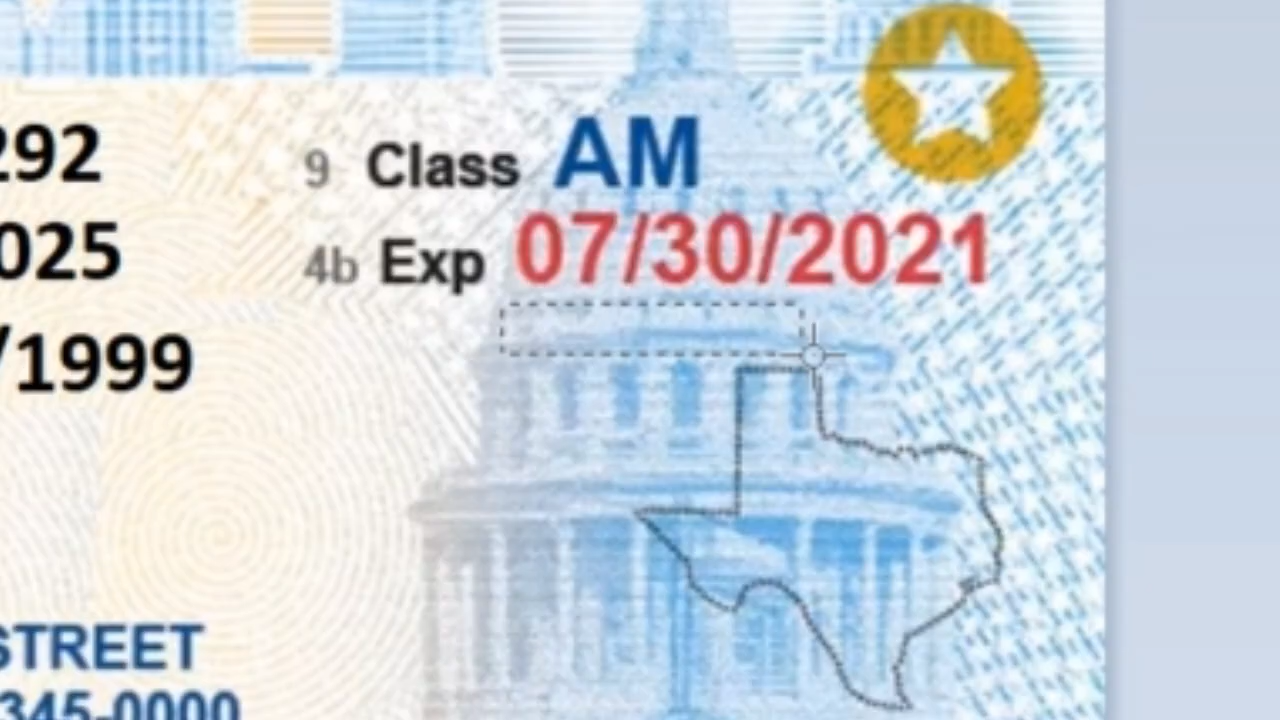 292
9 Class AM
025
4b Exp 07/30/2021
/1999
STREET
345-0000